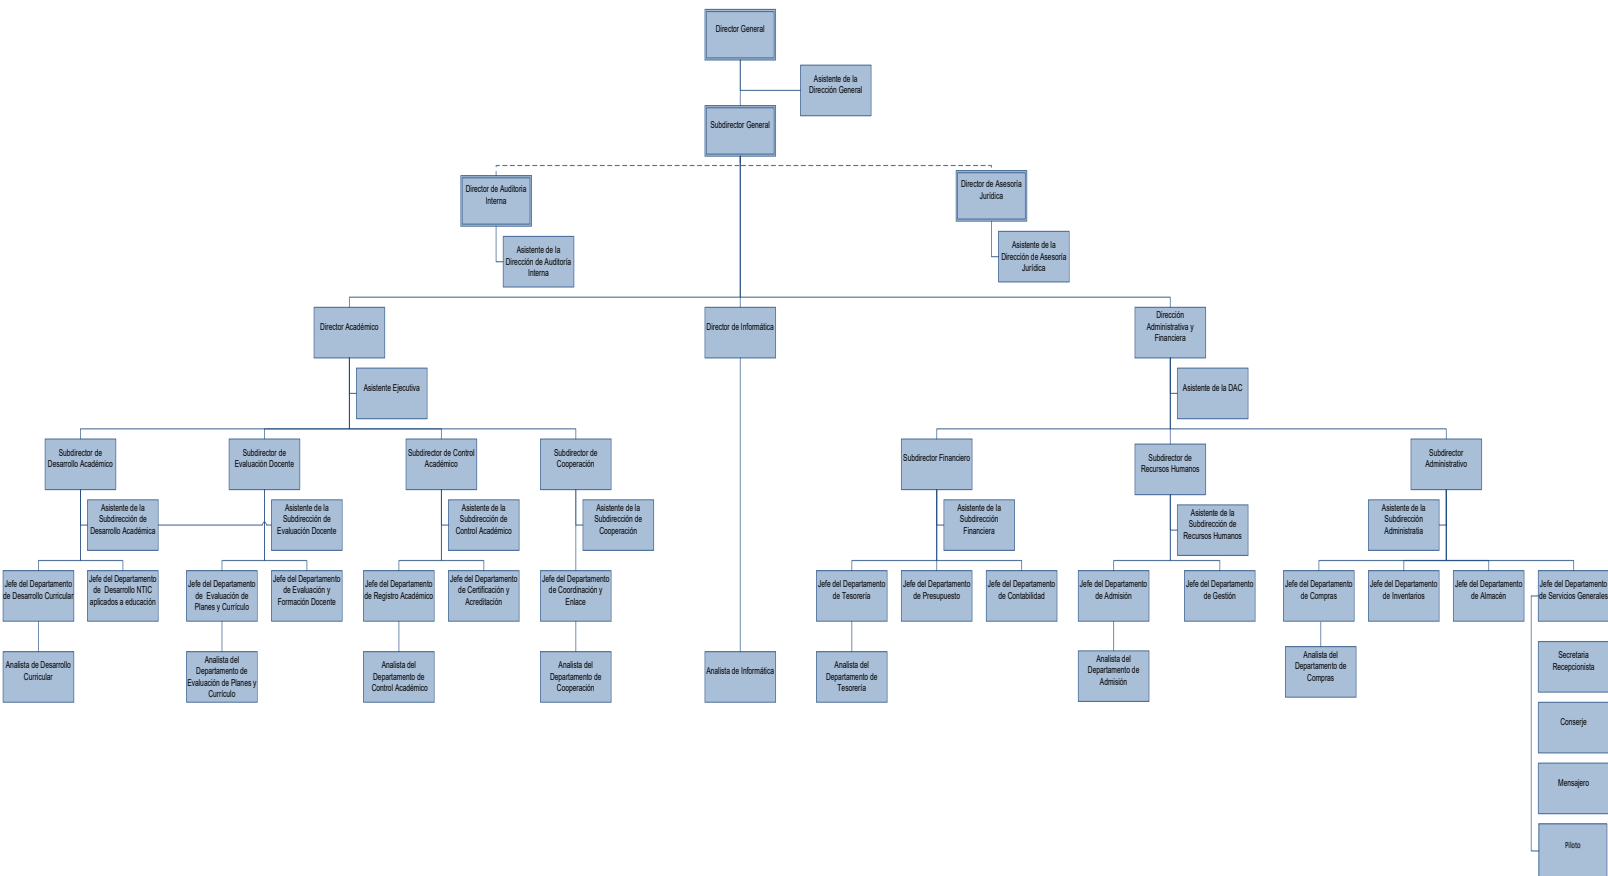 Director General
Asistente de la
Dirección General
Subdirector General
Director de Auditoria
Interna
Director de Asesoría
Jurídica
Asistente de la
Dirección de Auditoría
Interna
Asistente de la
Dirección de Asesoría
Jurídica
Director Académico
Director de Informática
Dirección
Administrativa y
Financiera
Asistente Ejecutiva
Asistente de la DAC
Subdirector de
Desarrollo Académico
Subdirector de
Evaluación Docente
Subdirector de Control
Académico
Subdirector de
Cooperación
Subdirector Financiero
Subdirector de
Recursos Humanos
Subdirector
Administrativo
Asistente de la
Subdirección de
Desarrollo Académica
Asistente de la
Subdirección de
Evaluación Docente
Asistente de la
Subdirección de
Control Académico
Asistente de la
Subdirección de
Cooperación
Asistente de la
Subdirección
Financiera
Asistente de la
Subdirección de
Recursos Humanos
Asistente de la
Subdirección
Administratia
Jefe del Departamento
de Desarrollo Curricular
Jefe del Departamento
de Desarrollo NTIC
aplicados a educación
Jefe del Departamento
de Evaluación de
Planes y Currículo
Jefe del Departamento
de Evaluación y
Formación Docente
Jefe del Departamento
de Registro Académico
Jefe del Departamento
de Certificación y
Acreditación
Jefe del Departamento
de Coordinación y
Enlace
Jefe del Departamento
de Tesorería
Jefe del Departamento
de Presupuesto
Jefe del Departamento
de Contabilidad
Jefe del Departamento
de Admisión
Jefe del Departamento
de Gestión
Jefe del Departamento
de Compras
Jefe del Departamento
de Inventarios
Jefe del Departamento
de Almacén
Jefe del Departamento
de Servicios Generales
Analista de Desarrollo
Curricular
Analista del
Departamento de
Evaluación de Planes y
Currículo
Analista del
Departamento de
Control Académico
Analista del
Departamento de
Cooperación
Analista de Informática
Analista del
Departamento de
Tesorería
Analista del
Departamento de
Admisión
Analista del
Departamento de
Compras
Secretaria
Recepcionista
Conserje
Mensajero
Piloto